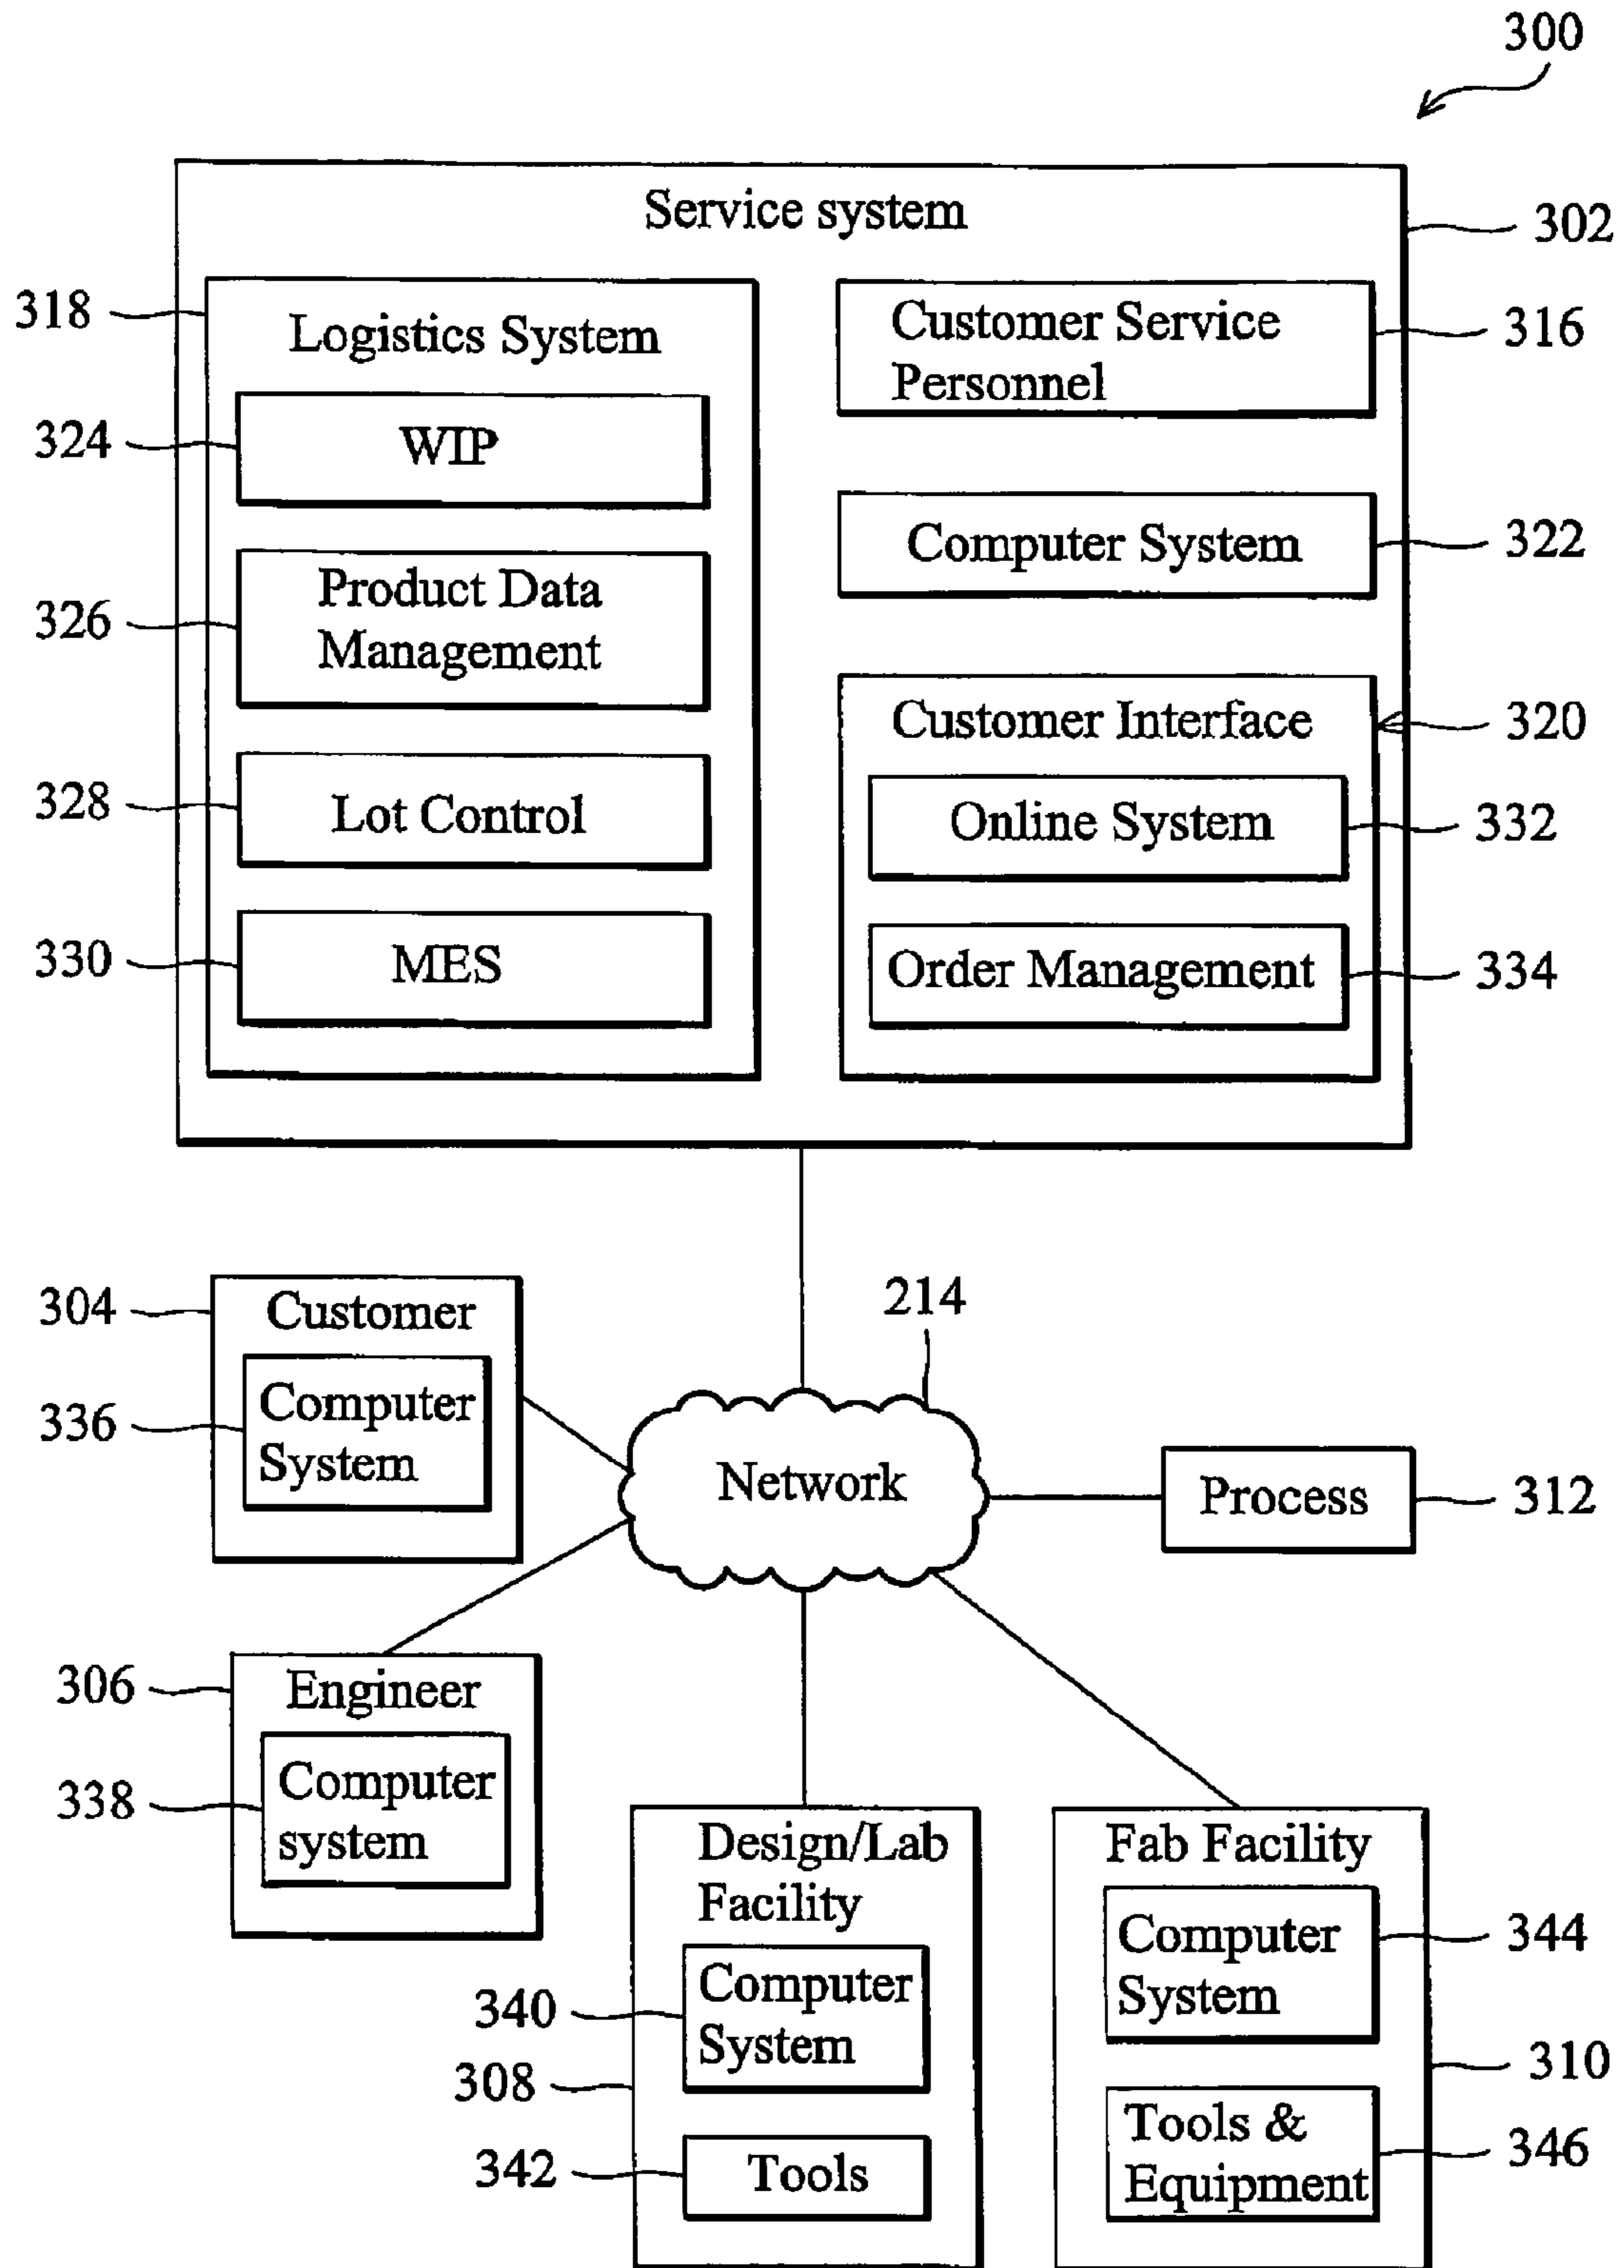 300
Service system
302
318
Logistics System
324
WIP
326
Product Data
Management
328
Lot Control
330
MES
Customer Service
Personnel
316
Computer System
322
Customer Interface
320
Online System
332
Order Management
334
304
Customer
336
Computer
System
214
Network
Process
312
306
Engineer
338
Computer
system
Design/Lab
Facility
340
Computer
System
308
342
Tools
Fab Facility
Computer
System
344
310
Tools &
Equipment
346